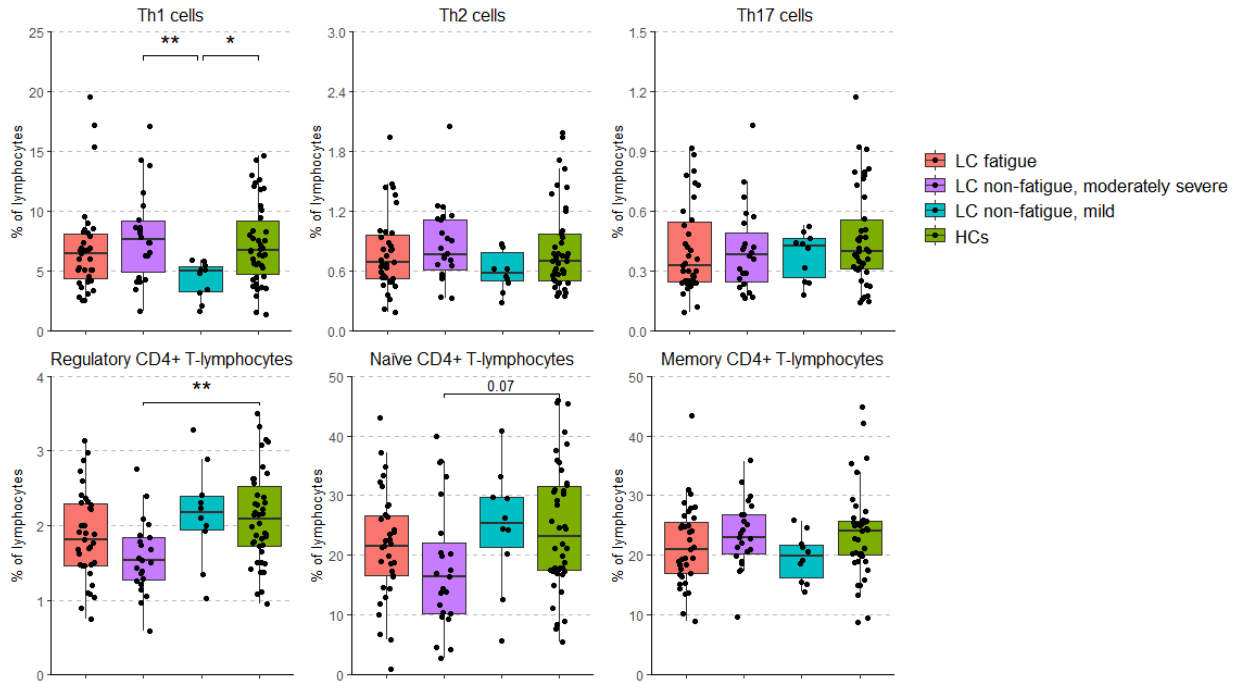 Th1 cells
Th2 cells
Th17 cells
% of lymphocytes
25
20
15
10
5
0
**
*
% of lymphocytes
3.0
2.4
1.8
1.2
0.6
0.0
% of lymphocytes
1.5
1.2
0.9
0.6
0.3
0.0
LC fatigue
LC non-fatigue, moderately severe
LC non-fatigue, mild
HCs
Regulatory CD4+ T-lymphocytes
Naïve CD4+ T-lymphocytes
Memory CD4+ T-lymphocytes
% of lymphocytes
4
3
2
1
0
**
% of lymphocytes
50
40
30
20
10
0
0.07
% of lymphocytes
50
40
30
20
10
0